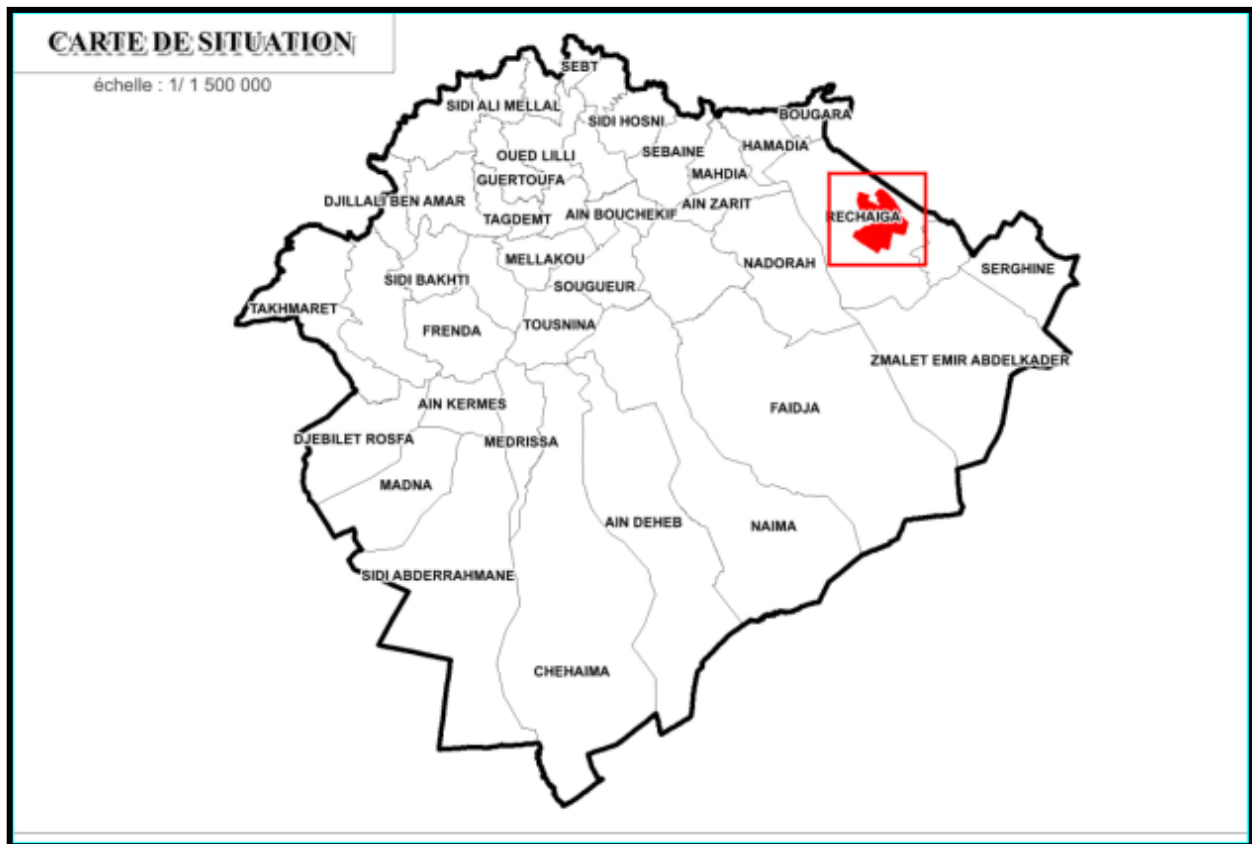 CARTE DE SITUATION
échelle : 1/ 1 500 000
SEBT
SIDI ALI MELLAL
BOUGARA
SIDI HOSNI
HAMADIA
OUED LILLI
SEBAINE
MAHDIA
GUERTOUFA
DJILLALI BEN AMAR
AIN ZARIT
TAGDEMT
AIN BOUCHEKIF
RECHAIGA
MELLAKOU
NADORAH
SERGHINE
SIDI BAKHTI
SOUGUEUR
TAKHMARET
FRENDA
TOUSNINA
ZMALET EMIR ABDELKADER
AIN KERMES
FAIDJA
DJEBILET ROSFA
MEDRISSA
MADNA
AIN DEHEB
NAIMA
SIDI ABDERRAHMANE
CHEHAIMA